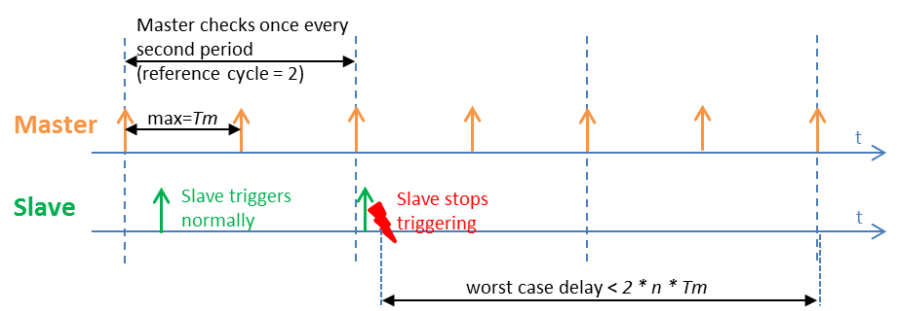 Master checks once every
second period
(reference cycle = 2)
Master
max=Tm
t
Slave
Slave triggers
normally
Slave stops
triggering
t
worst case delay < 2 * n * Tm